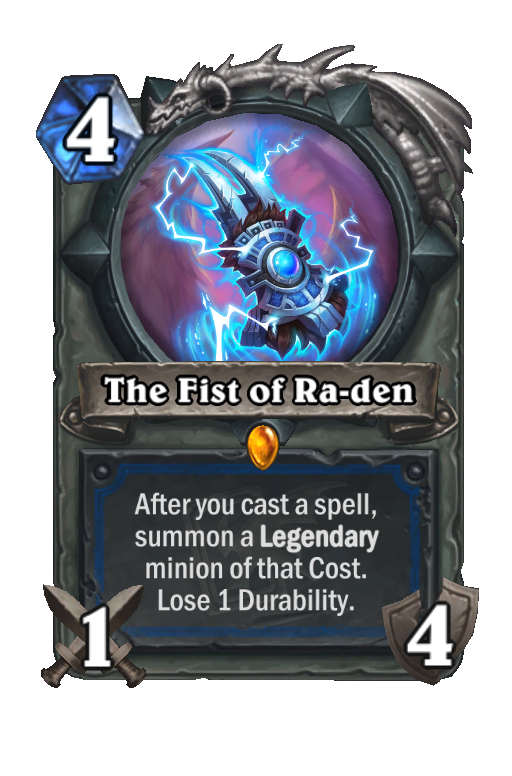 4
The Fist of Ra-den
After you cast a spell,
summon a Legendary
minion of that Cost.
Lose 1 Durability.
1
4